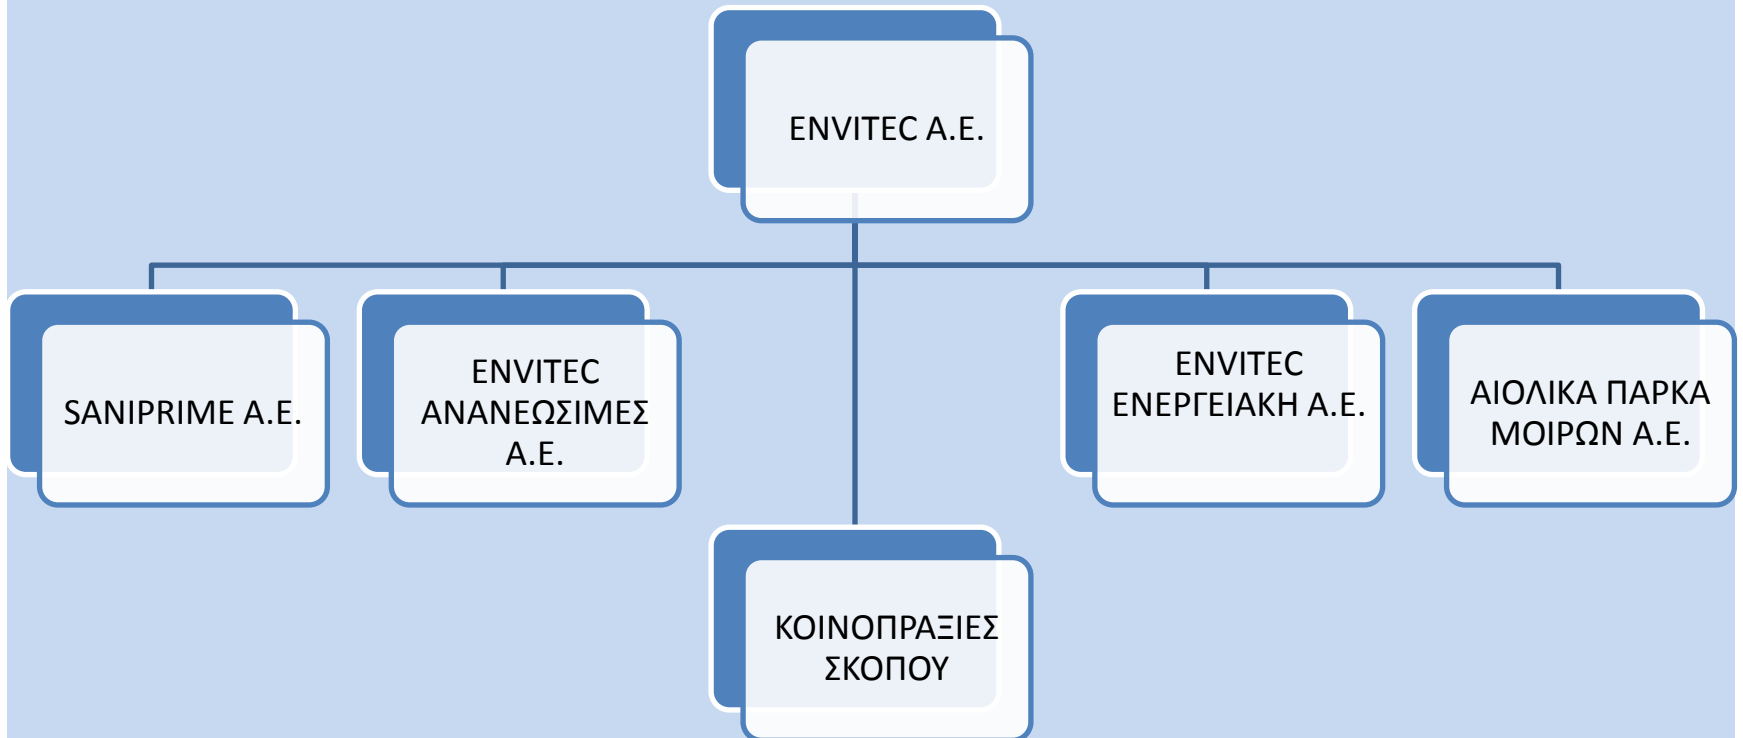 ENVITEC Α.Ε.
SANIPRIME Α.Ε.
ENVITEC
ΑΝΑΝΕΩΣΙΜΕΣ
Α.Ε.
ENVITEC
ΕΝΕΡΓΕΙΑΚΗ Α.Ε.
ΑΙΟΛΙΚΑ ΠΑΡΚΑ
ΜΟΙΡΩΝ Α.Ε.
ΚΟΙΝΟΠΡΑΞΙΕΣ
ΣΚΟΠΟΥ